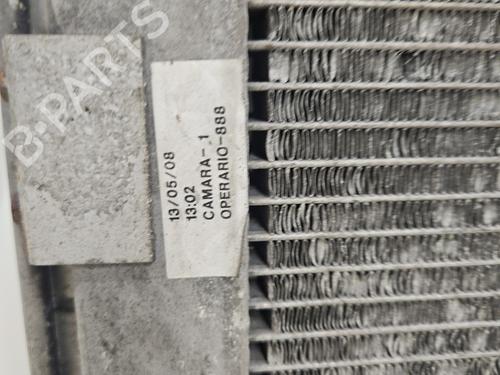 B-PARTS
13/05/08
13:02
CAMARA- 1
OPERARIO-888